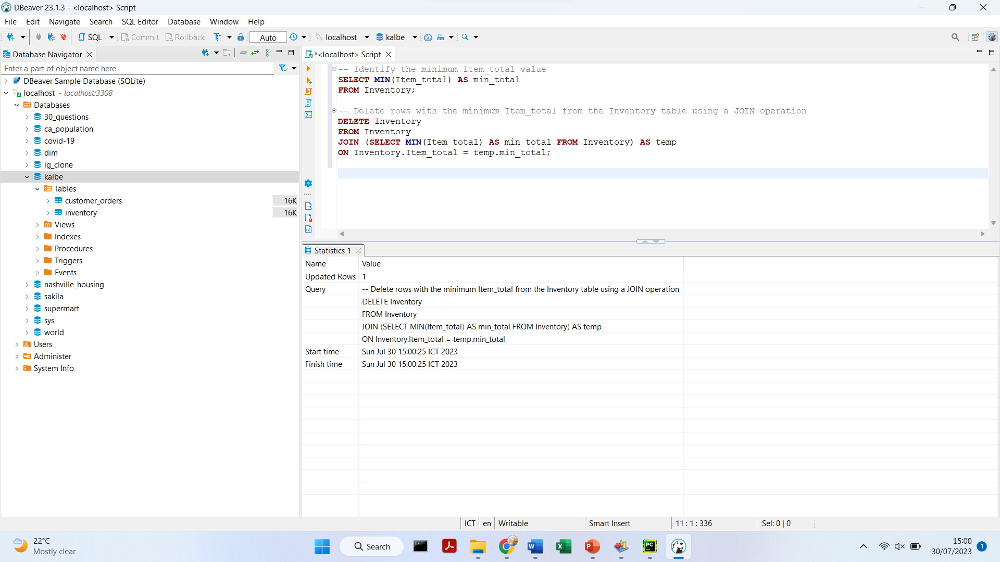 DBeaver 23.1.3 - <localhost> Script
File Edit Navigate Search SQL Editor Database Window Help
SQL Commit Rollback Auto localhost kalbe
Database Navigator
Enter a part of object name here
DBeaver Sample Database (SQLite)
localhost - localhost:3308
Databases
30_questions
ca_population
covid-19
dim
ig_clone
kalbe
Tables
customer_orders 16K
inventory 16K
Views
Indexes
Procedures
Triggers
Events
nashville_housing
sakila
supermart
sys
world
Users
Administer
System Info
*<localhost> Script
-- Identify the minimum Item_total value
SELECT MIN(Item_total) AS min_total
FROM Inventory;
-- Delete rows with the minimum Item_total from the Inventory table using a JOIN operation
DELETE Inventory
FROM Inventory
JOIN (SELECT MIN(Item_total) AS min_total FROM Inventory) AS temp
ON Inventory.Item_total = temp.min_total;
Statistics 1
Name Value
Updated Rows 1
Query -- Delete rows with the minimum Item_total from the Inventory table using a JOIN operation
DELETE Inventory
FROM Inventory
JOIN (SELECT MIN(Item_total) AS min_total FROM Inventory) AS temp
ON Inventory.Item_total = temp.min_total
Start time Sun Jul 30 15:00:25 ICT 2023
Finish time Sun Jul 30 15:00:25 ICT 2023
ICT en Writable Smart Insert 11 : 1 : 336 Sel: 0 | 0
22°C
Mostly clear
Search
15:00
30/07/2023
1